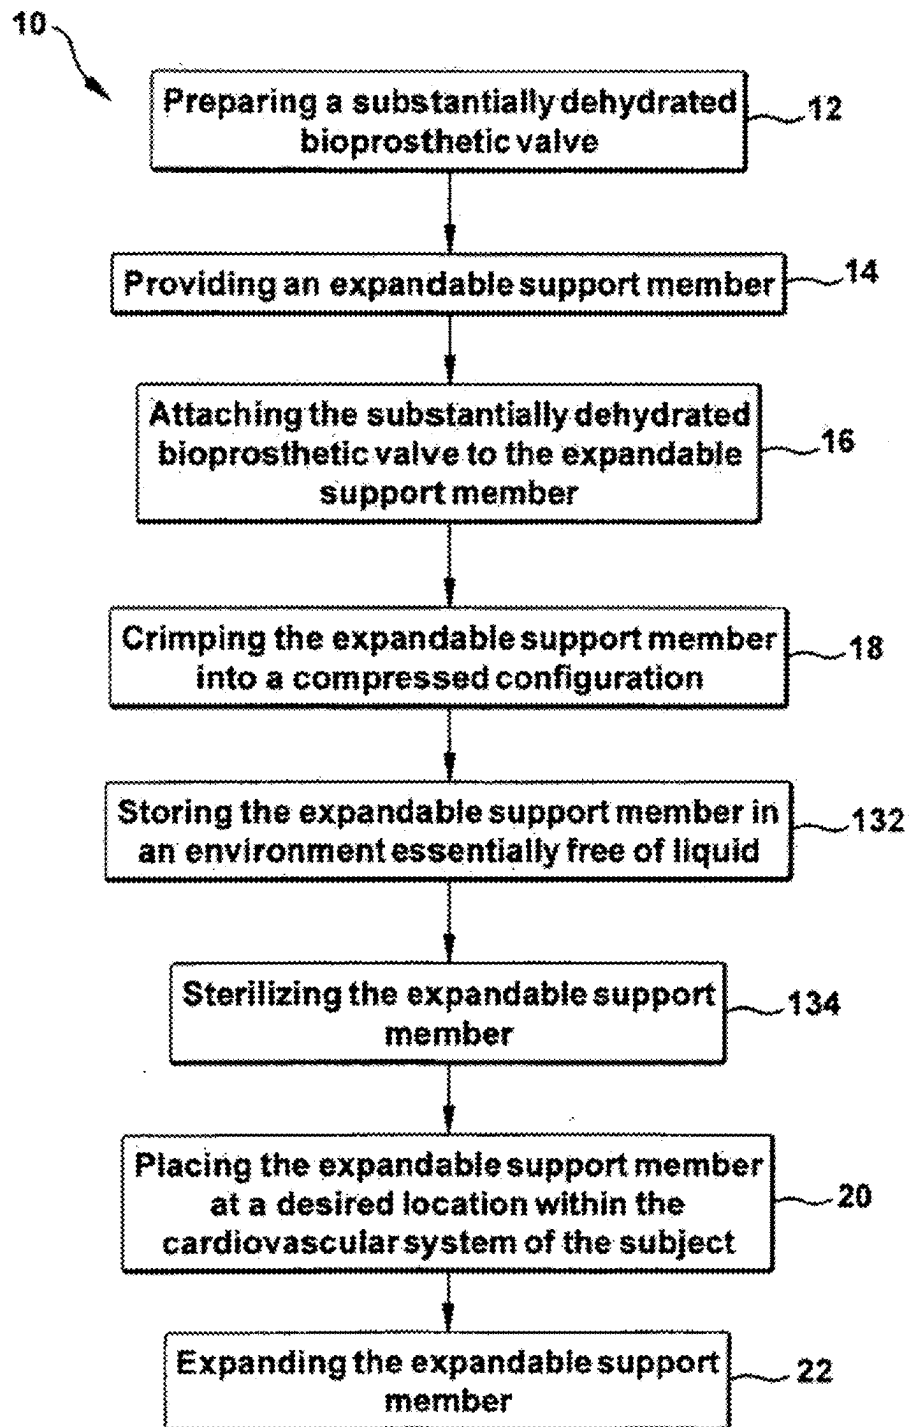 10
Preparing a substantially dehydrated
bioprosthetic valve
12
Providing an expandable support member
14
Attaching the substantially dehydrated
bioprosthetic valve to the expandable
support member
16
Crimping the expandable support member
into a compressed configuration
18
Storing the expandable support member in
an environment essentially free of liquid
132
Sterilizing the expandable support
member
134
Placing the expandable support member
at a desired location within the
cardiovascular system of the subject
20
Expanding the expandable support
member
22